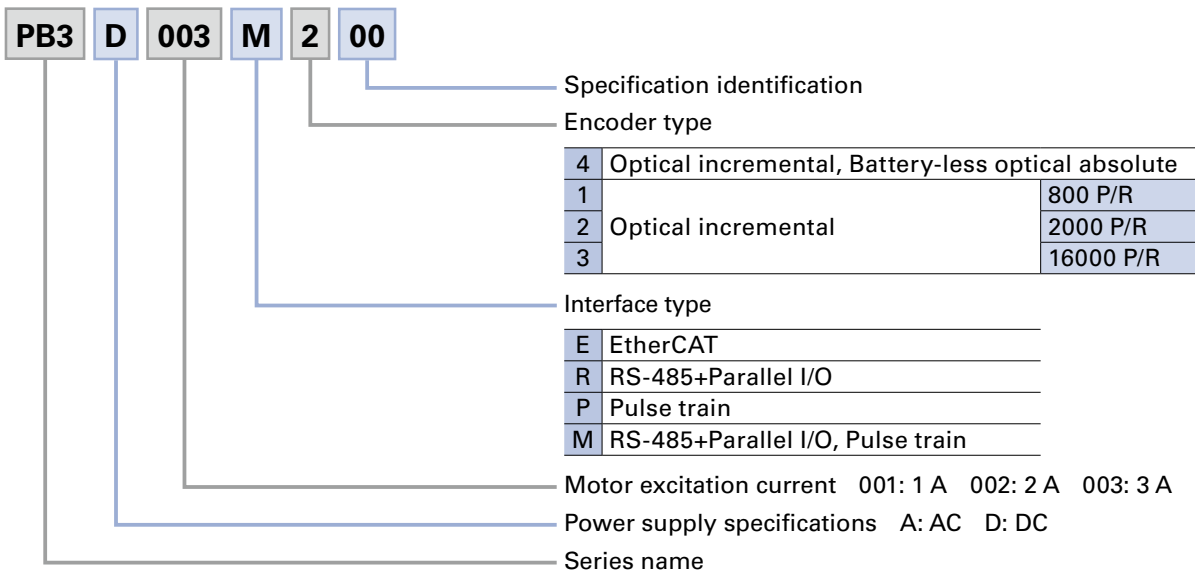 PB3 D 003 M 2 00
Specification identification
Encoder type
4 Optical incremental, Battery-less optical absolute
1 800 P/R
2 Optical incremental 2000 P/R
3 16000 P/R
Interface type
E EtherCAT
R RS-485+Parallel I/O
P Pulse train
M RS-485+Parallel I/O, Pulse train
Motor excitation current 001: 1 A 002: 2 A 003: 3 A
Power supply specifications A: AC D: DC
Series name